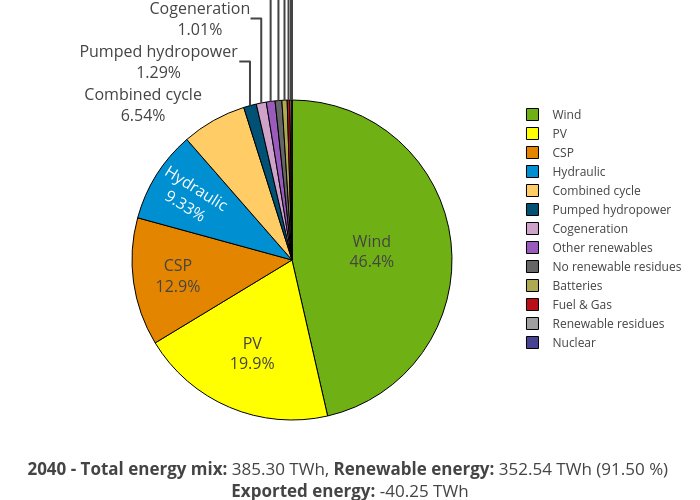 Cogeneration
1.01%
Pumped hydropower
1.29%
Combined cycle
6.54%
Hydraulic
9.33%
CSP
12.9%
PV
19.9%
Wind
46.4%
Wind
PV
CSP
Hydraulic
Combined cycle
Pumped hydropower
Cogeneration
Other renewables
No renewable residues
Batteries
Fuel & Gas
Renewable residues
Nuclear
2040 - Total energy mix: 385.30 TWh, Renewable energy: 352.54 TWh (91.50 %)
Exported energy: -40.25 TWh